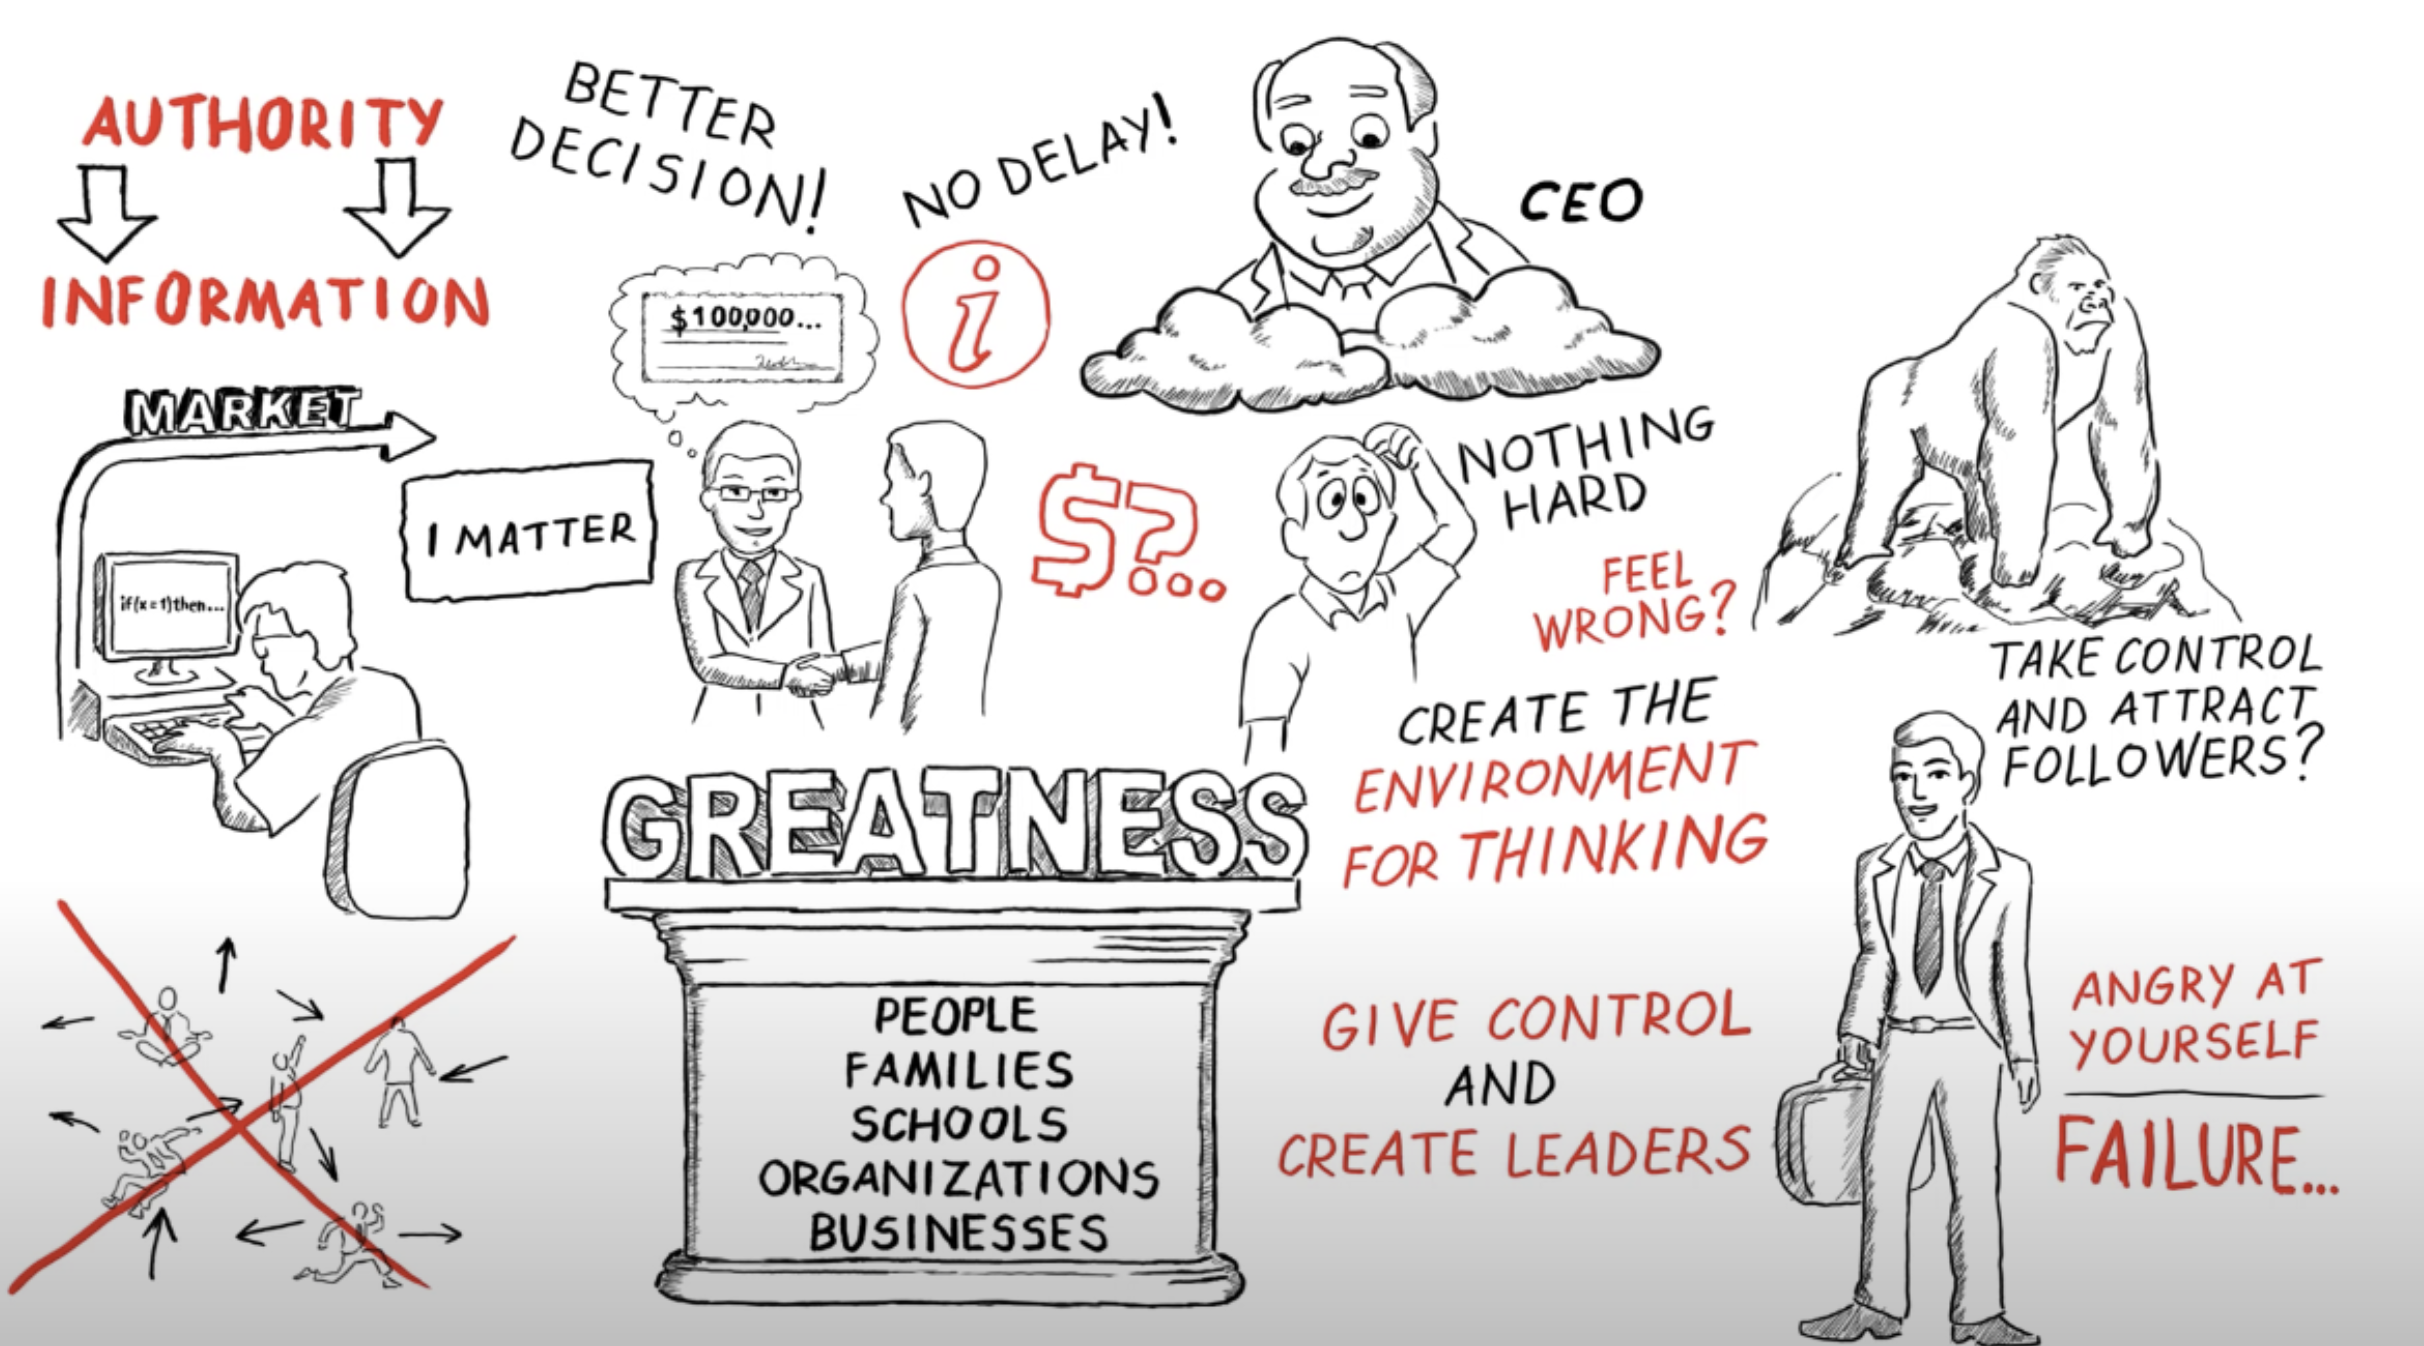 AUTHORITY
INFORMATION
BETTER
DECISION!
NO DELAY!
CEO
$100,000...
i
MARKET
I MATTER
if(x=1)then...
$?...
NOTHING
HARD
FEEL
WRONG?
TAKE CONTROL
AND ATTRACT
FOLLOWERS?
CREATE THE
ENVIRONMENT
FOR THINKING
GREATNESS
PEOPLE
FAMILIES
SCHOOLS
ORGANIZATIONS
BUSINESSES
GIVE CONTROL
AND
CREATE LEADERS
ANGRY AT
YOURSELF
FAILURE...